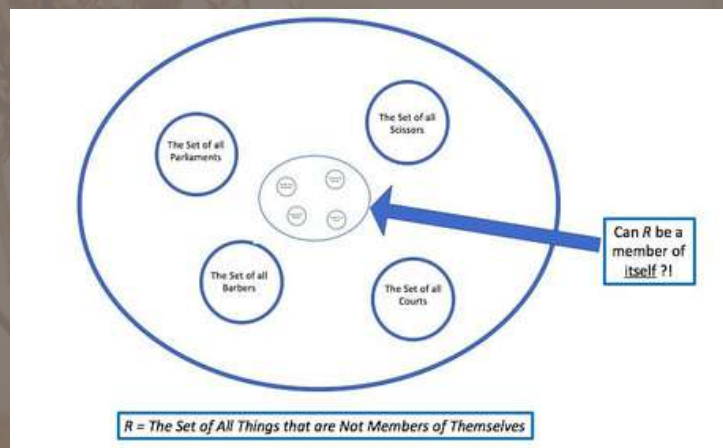 The Set of all
Parliaments
The Set of all
Scissors
The Set of all
Barbers
The Set of all
Courts
Can R be a
member of
itself ?!
R = The Set of All Things that are Not Members of Themselves